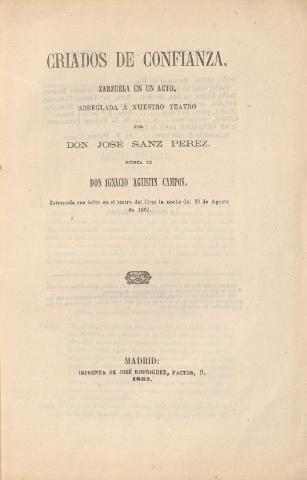 CRIADOS DE CONFIANZA,
ZARZUELA EN UN ACTO,
ARREGLADA Á NUESTRO TEATRO
POR
DON JOSÉ SANZ PEREZ.
MÚSICA DE
DON IGNACIO AGUSTIN CAMPOS.
Estrenada con éxito en el teatro del Circo la noche del 30 de Agosto
de 1861.
MADRID:
IMPRENTA DE JOSÉ RODRIGUEZ, FACTOR, 9.
1862.